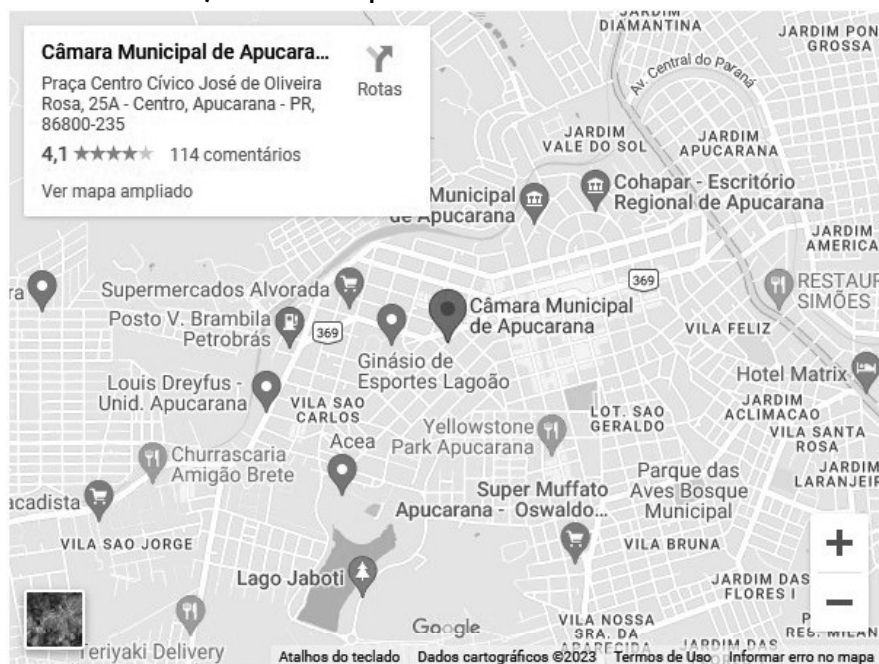 Câmara Municipal de Apucara...
Praça Centro Cívico José de Oliveira
Rosa, 25A - Centro, Apucarana - PR,
86800-235
4,1 ★★★★★ 114 comentários
Ver mapa ampliado
Rotas
JARDIM
DIAMANTINA
JARDIM PON
GROSSA
Av. Central do Paraná
JARDIM
VALE DO SOL
JARDIM
APUCARANA
Municipal
de Apucarana
Cohapar - Escritório
Regional de Apucarana
JARDIM
AMERICA
ra
Supermercados Alvorada
369
RESTAUR
SIMÕES
Posto V. Brambila
Petrobrás
369
Câmara Municipal
de Apucarana
VILA FELIZ
Ginásio de
Esportes Lagoão
Hotel Matrix
Louis Dreyfus -
Unid. Apucarana
VILA SAO
CARLOS
LOT. SAO
GERALDO
JARDIM
ACLIMACAO
Yellowstone
Park Apucarana
VILA SANTA
ROSA
Churrascaria
Amigão Brete
Acea
Parque das
Aves Bosque
Municipal
JARDIM
LARANJEIR
acadista
Super Muffato
Apucarana - Oswaldo...
VILA SAO JORGE
VILA BRUNA
Lago Jaboti
JARDIM DAS
FLORES I
+
−
Google
VILA NOSSA
SRA. DA
APARECIDA
RES. MILAN
Teriyaki Delivery
JARDIM DAS
Atalhos do teclado Dados cartográficos ©2023 Termos de Uso Informar erro no mapa